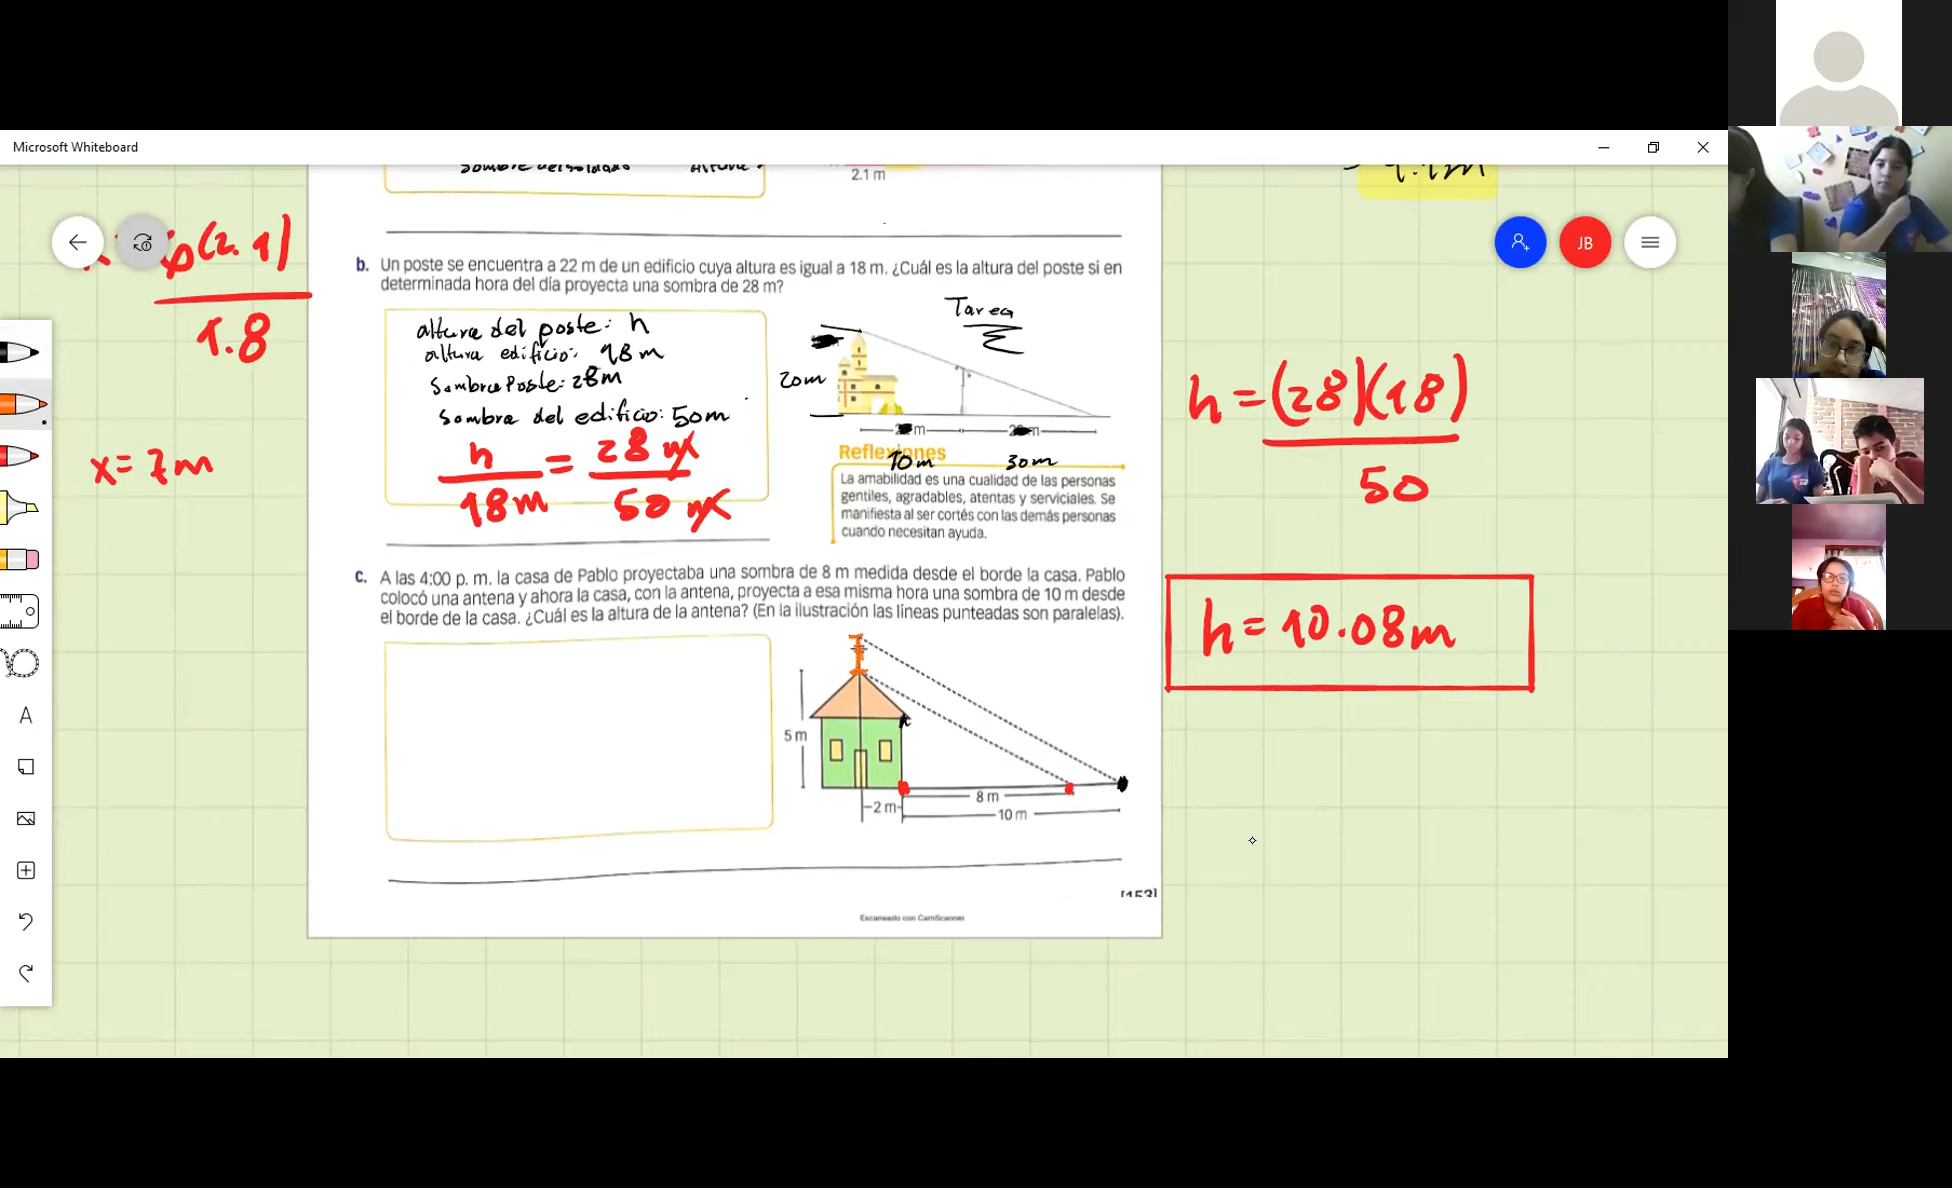 Microsoft Whiteboard
2.1 m
(2.1)
1.8
x = 7m
JB
b. Un poste se encuentra a 22 m de un edificio cuya altura es igual a 18 m. ¿Cuál es la altura del poste si en
determinada hora del día proyecta una sombra de 28 m?
Tarea
altura del poste: h
altura edificio: 18 m
Sombra Poste: 28m
Sombra del edificio: 50m
h = 28 m
18m 50 m
20m
m
Reflexiones
10m 30m
La amabilidad es una cualidad de las personas
gentiles, agradables, atentas y serviciales. Se
manifiesta al ser cortés con las demás personas
cuando necesitan ayuda.
h = (28)(18)
50
h = 10.08m
c. A las 4:00 p. m. la casa de Pablo proyectaba una sombra de 8 m medida desde el borde la casa. Pablo
colocó una antena y ahora la casa, con la antena, proyecta a esa misma hora una sombra de 10 m desde
el borde de la casa. ¿Cuál es la altura de la antena? (En la ilustración las líneas punteadas son paralelas).
5 m
2 m
8 m
10 m
A
Escaneado con CamScanner